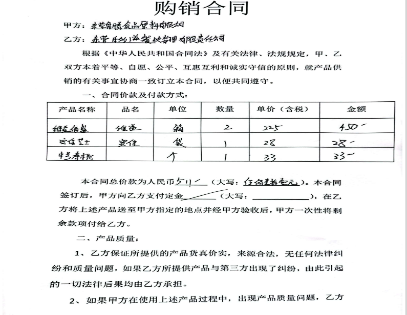 购销合同
甲方：
乙方：
根据《中华人民共和国合同法》及有关法律、法规规定，甲、乙
双方本着平等、自愿、公平、互惠互利和诚实守信的原则，就产品供
销的有关事宜协商一致订立本合同，以便共同遵守。
一、合同价款及付款方式：
产品名称 品名 单位 数量 单价（含税） 金额
箱 2 225 450
袋 1 28 28
个 1 33 33
本合同总价款为人民币 511 （大写： ）。本合同
签订后，甲方向乙方支付定金 （大写： ），在乙
方将上述产品送至甲方指定的地点并经甲方验收后，甲方一次性将剩
余款项付给乙方。
二、产品质量：
1、乙方保证所提供的产品货真价实，来源合法，无任何法律纠
纷和质量问题，如果乙方所提供产品与第三方出现了纠纷，由此引起
的一切法律后果均由乙方承担。
2、如果甲方在使用上述产品过程中，出现产品质量问题，乙方